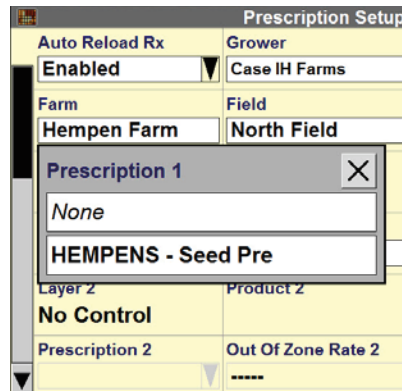 Prescription Setup
Auto Reload Rx Grower
Enabled Case IH Farms
Farm Field
Hempen Farm North Field
Prescription 1
None
HEMPENS - Seed Pre
Layer 2 Product 2
No Control
Prescription 2 Out Of Zone Rate 2
-----